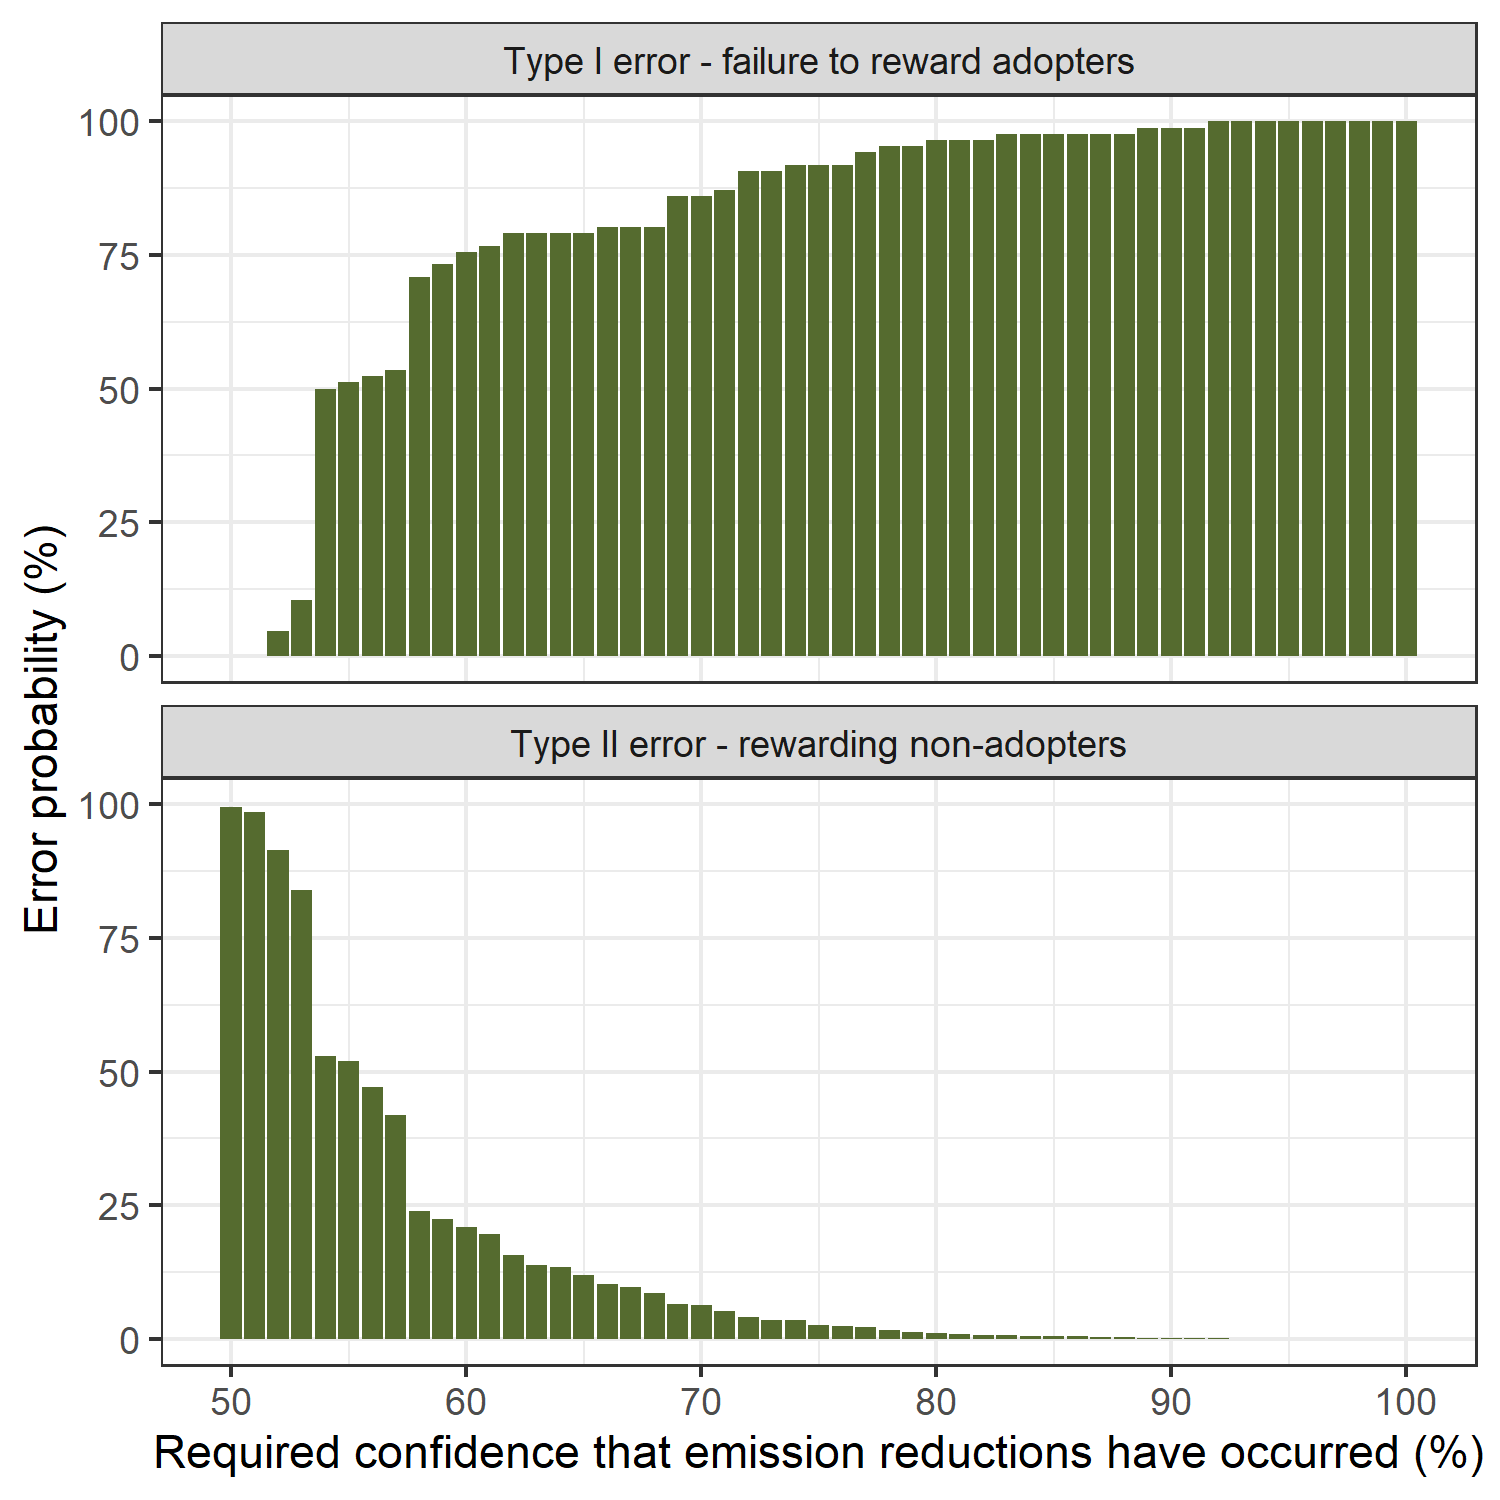 Type I error - failure to reward adopters
100
75
50
25
0
Type II error - rewarding non-adopters
100
75
50
25
0
Error probability (%)
50 60 70 80 90 100
Required confidence that emission reductions have occurred (%)